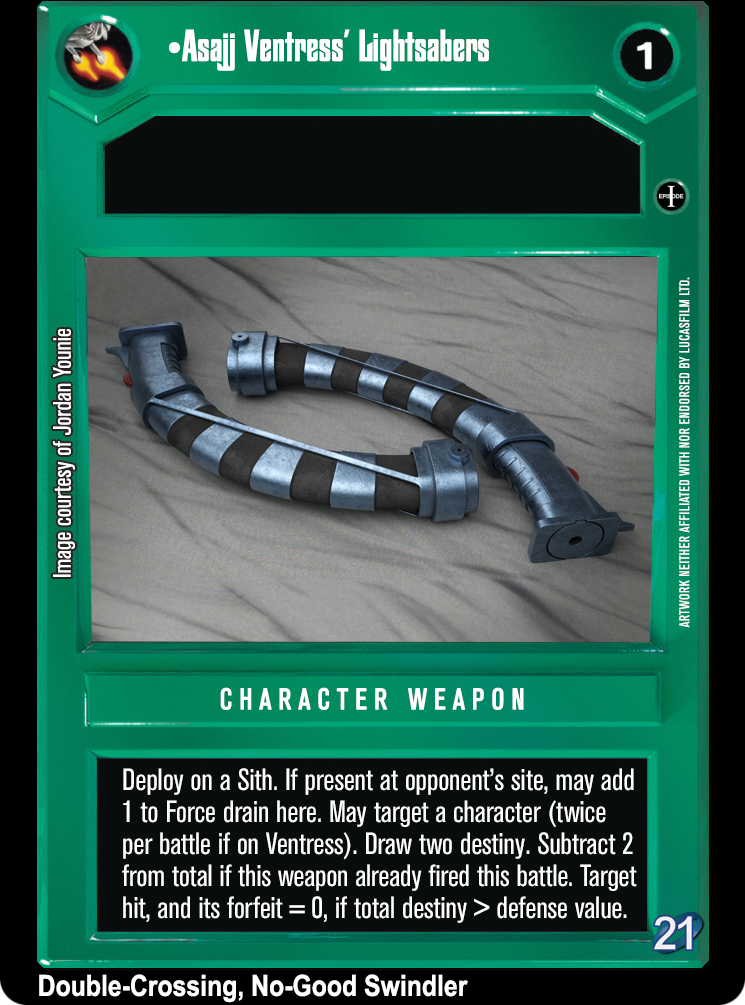 •Asajj Ventress' Lightsabers
1
EPISODE
I
Image courtesy of Jordan Younie
ARTWORK NEITHER AFFILIATED WITH NOR ENDORSED BY LUCASFILM LTD.
CHARACTER WEAPON
Deploy on a Sith. If present at opponent's site, may add
1 to Force drain here. May target a character (twice
per battle if on Ventress). Draw two destiny. Subtract 2
from total if this weapon already fired this battle. Target
hit, and its forfeit = 0, if total destiny > defense value.
21
Double-Crossing, No-Good Swindler